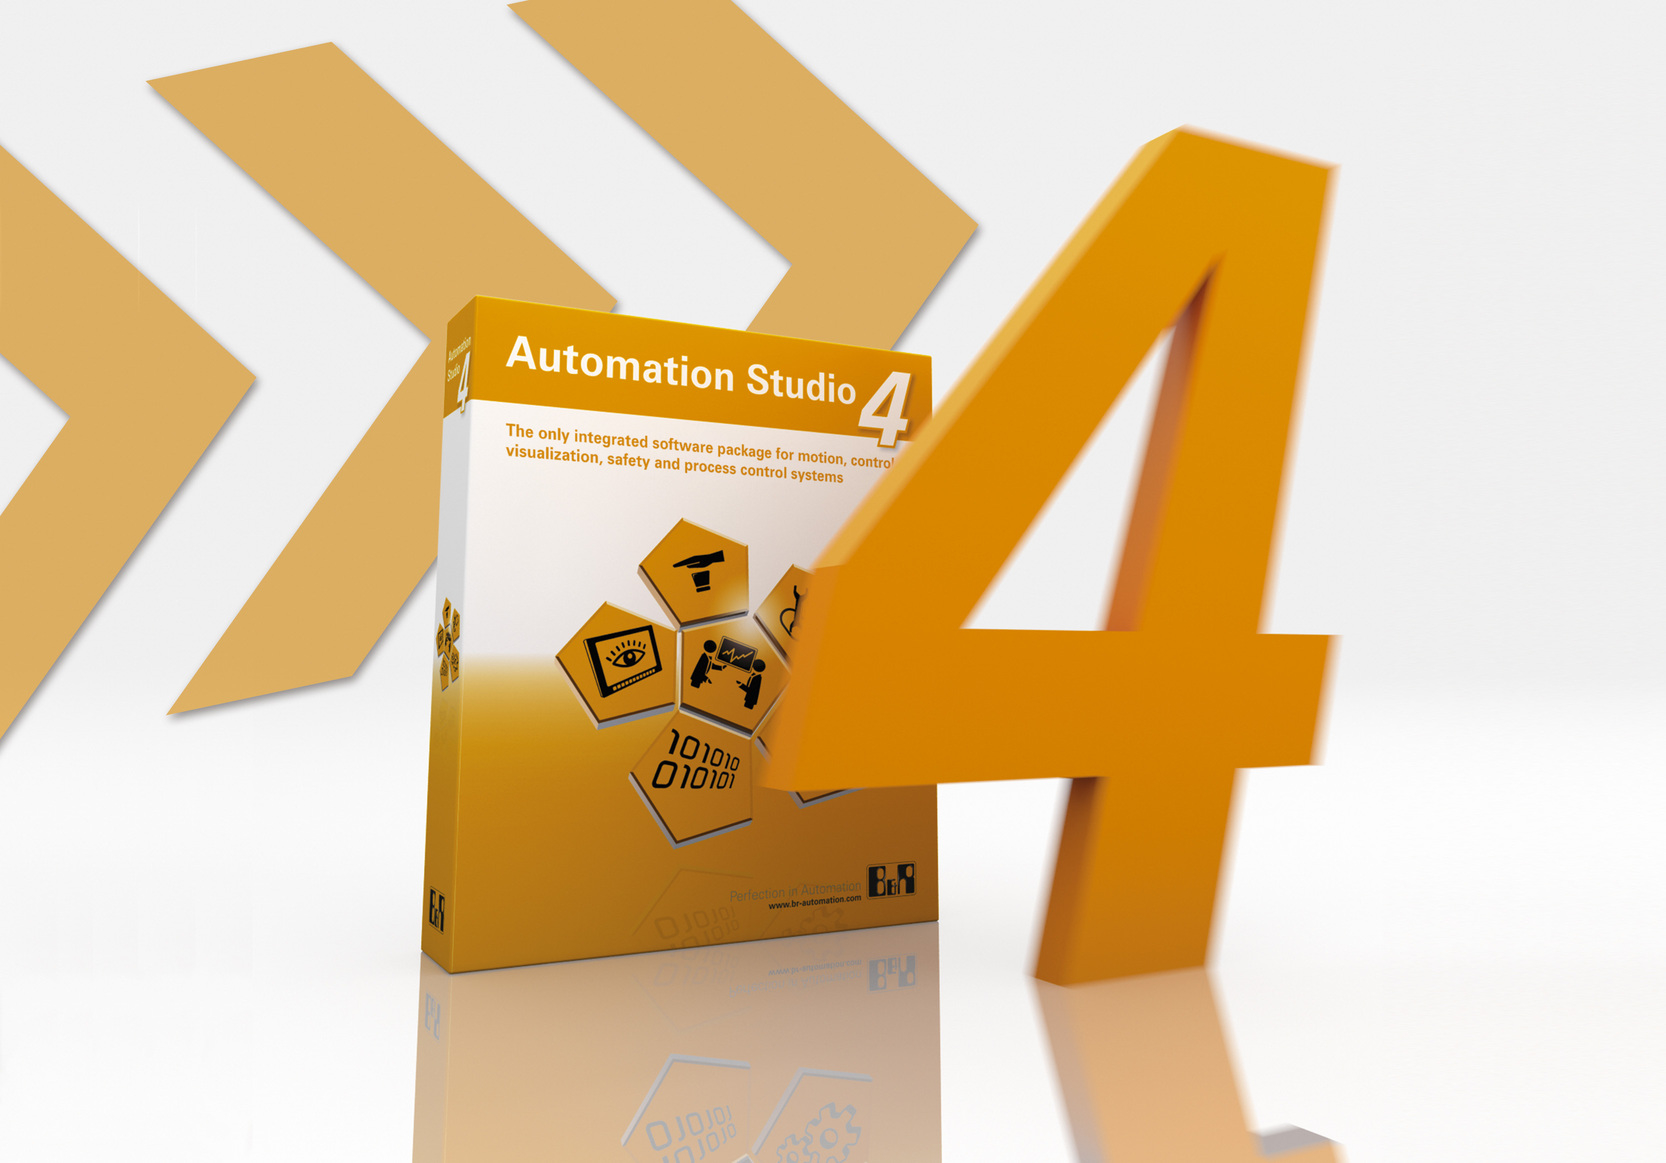 Automation Studio 4
The only integrated software package for motion, control
visualization, safety and process control systems
Automation
Studio
4
4
101010
010101
Perfection in Automation
www.br-automation.com
B&R
B&R